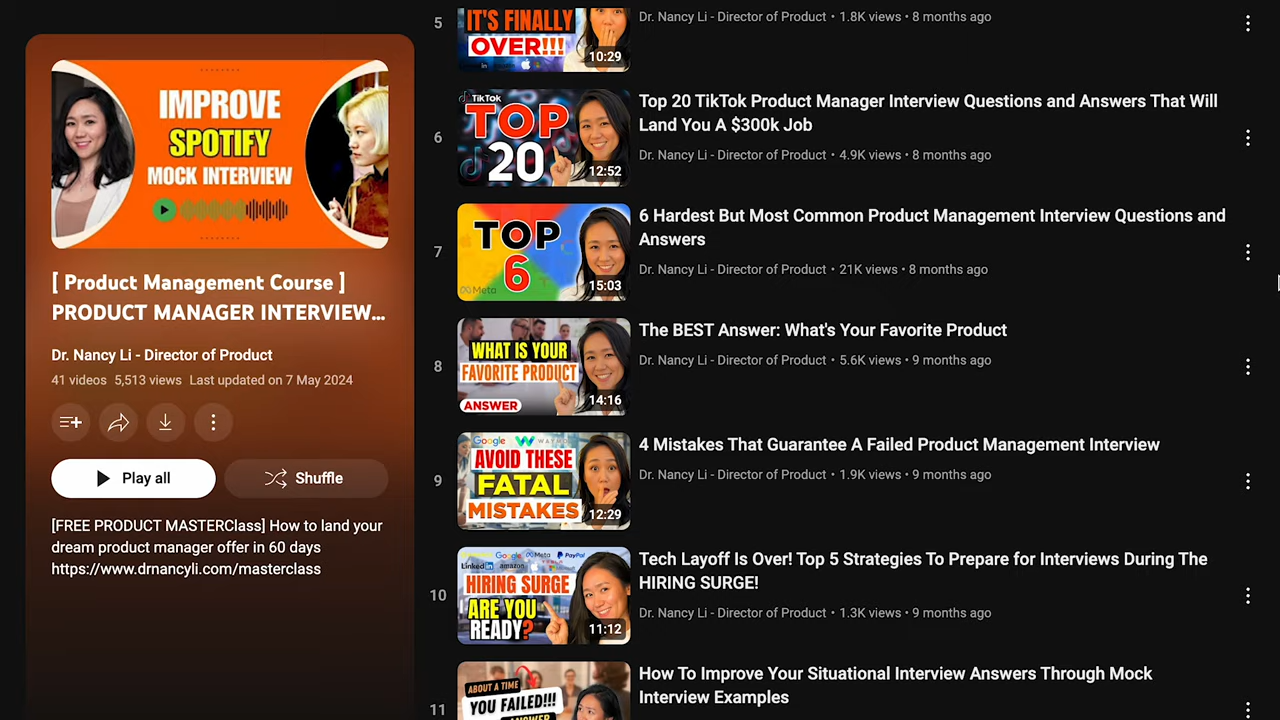 IMPROVE
SPOTIFY
MOCK INTERVIEW
[ Product Management Course ]
PRODUCT MANAGER INTERVIEW...
Dr. Nancy Li - Director of Product
41 videos 5,513 views Last updated on 7 May 2024
Play all
Shuffle
[FREE PRODUCT MASTERClass] How to land your
dream product manager offer in 60 days
https://www.drnancyli.com/masterclass
5
IT'S FINALLY
OVER!!!
in
10:29
Dr. Nancy Li - Director of Product • 1.8K views • 8 months ago
6
TikTok
TOP
20
12:52
Top 20 TikTok Product Manager Interview Questions and Answers That Will
Land You A $300k Job
Dr. Nancy Li - Director of Product • 4.9K views • 8 months ago
7
TOP
6
Meta
15:03
6 Hardest But Most Common Product Management Interview Questions and
Answers
Dr. Nancy Li - Director of Product • 21K views • 8 months ago
8
WHAT IS YOUR
FAVORITE PRODUCT
ANSWER
14:16
The BEST Answer: What's Your Favorite Product
Dr. Nancy Li - Director of Product • 5.6K views • 9 months ago
9
Google WAYMO
AVOID THESE
FATAL
MISTAKES
12:29
4 Mistakes That Guarantee A Failed Product Management Interview
Dr. Nancy Li - Director of Product • 1.9K views • 9 months ago
10
Google Meta PayPal
LinkedIn amazon
HIRING SURGE
ARE YOU
READY?
11:12
Tech Layoff Is Over! Top 5 Strategies To Prepare for Interviews During The
HIRING SURGE!
Dr. Nancy Li - Director of Product • 1.3K views • 9 months ago
11
ABOUT A TIME
YOU FAILED!!!
ANSWER
How To Improve Your Situational Interview Answers Through Mock
Interview Examples